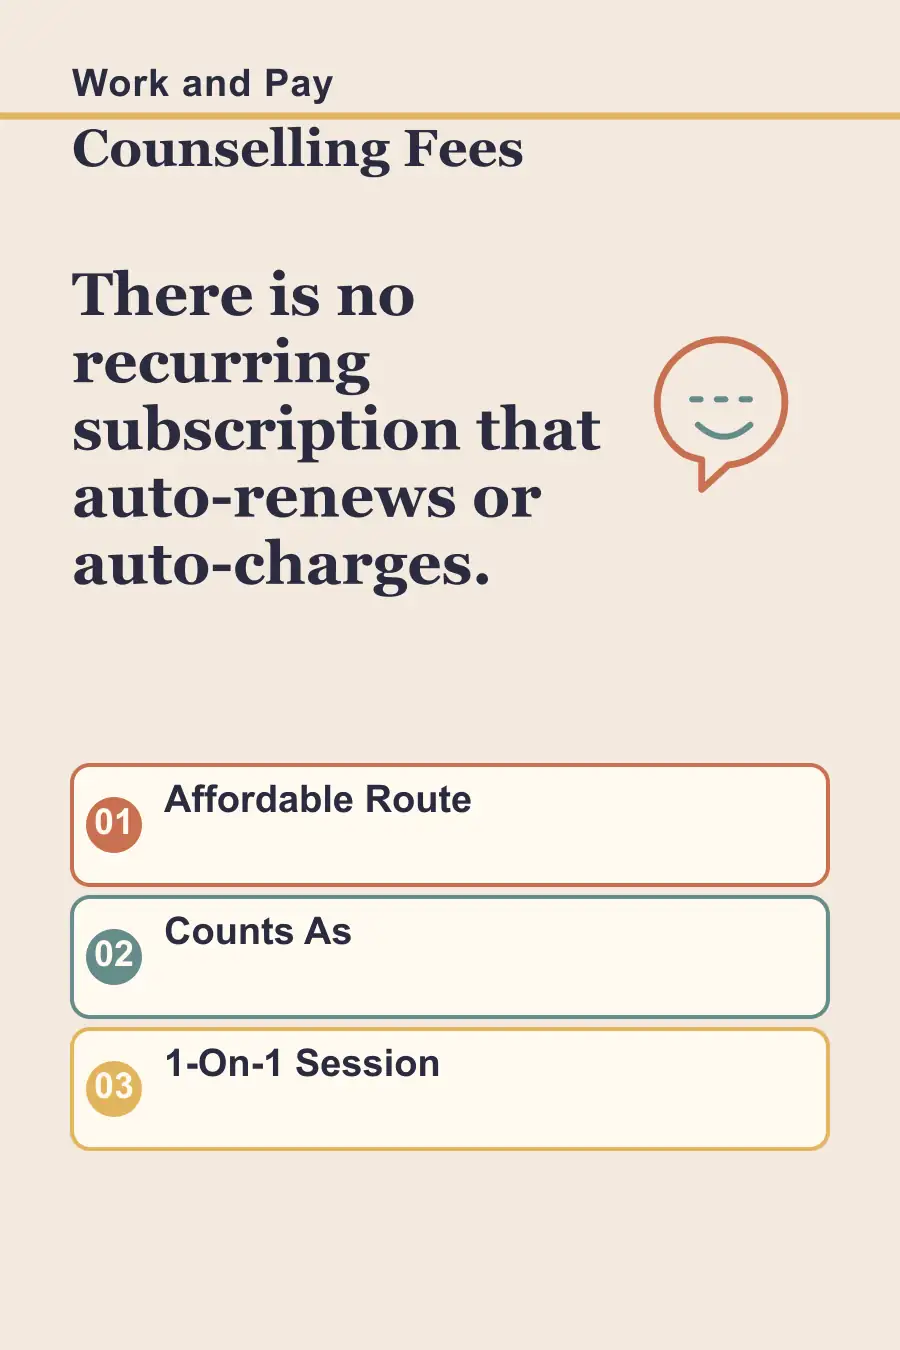 Work and Pay
Counselling Fees
There is no
recurring
subscription that
auto-renews or
auto-charges.
01 Affordable Route
02 Counts As
03 1-On-1 Session